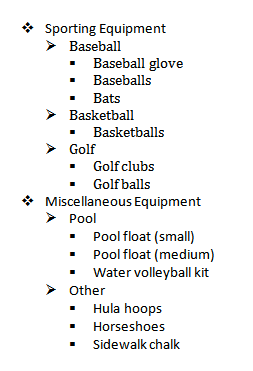 ❖ Sporting Equipment
➢ Baseball
▪ Baseball glove
▪ Baseballs
▪ Bats
➢ Basketball
▪ Basketballs
➢ Golf
▪ Golf clubs
▪ Golf balls
❖ Miscellaneous Equipment
➢ Pool
▪ Pool float (small)
▪ Pool float (medium)
▪ Water volleyball kit
➢ Other
▪ Hula hoops
▪ Horseshoes
▪ Sidewalk chalk